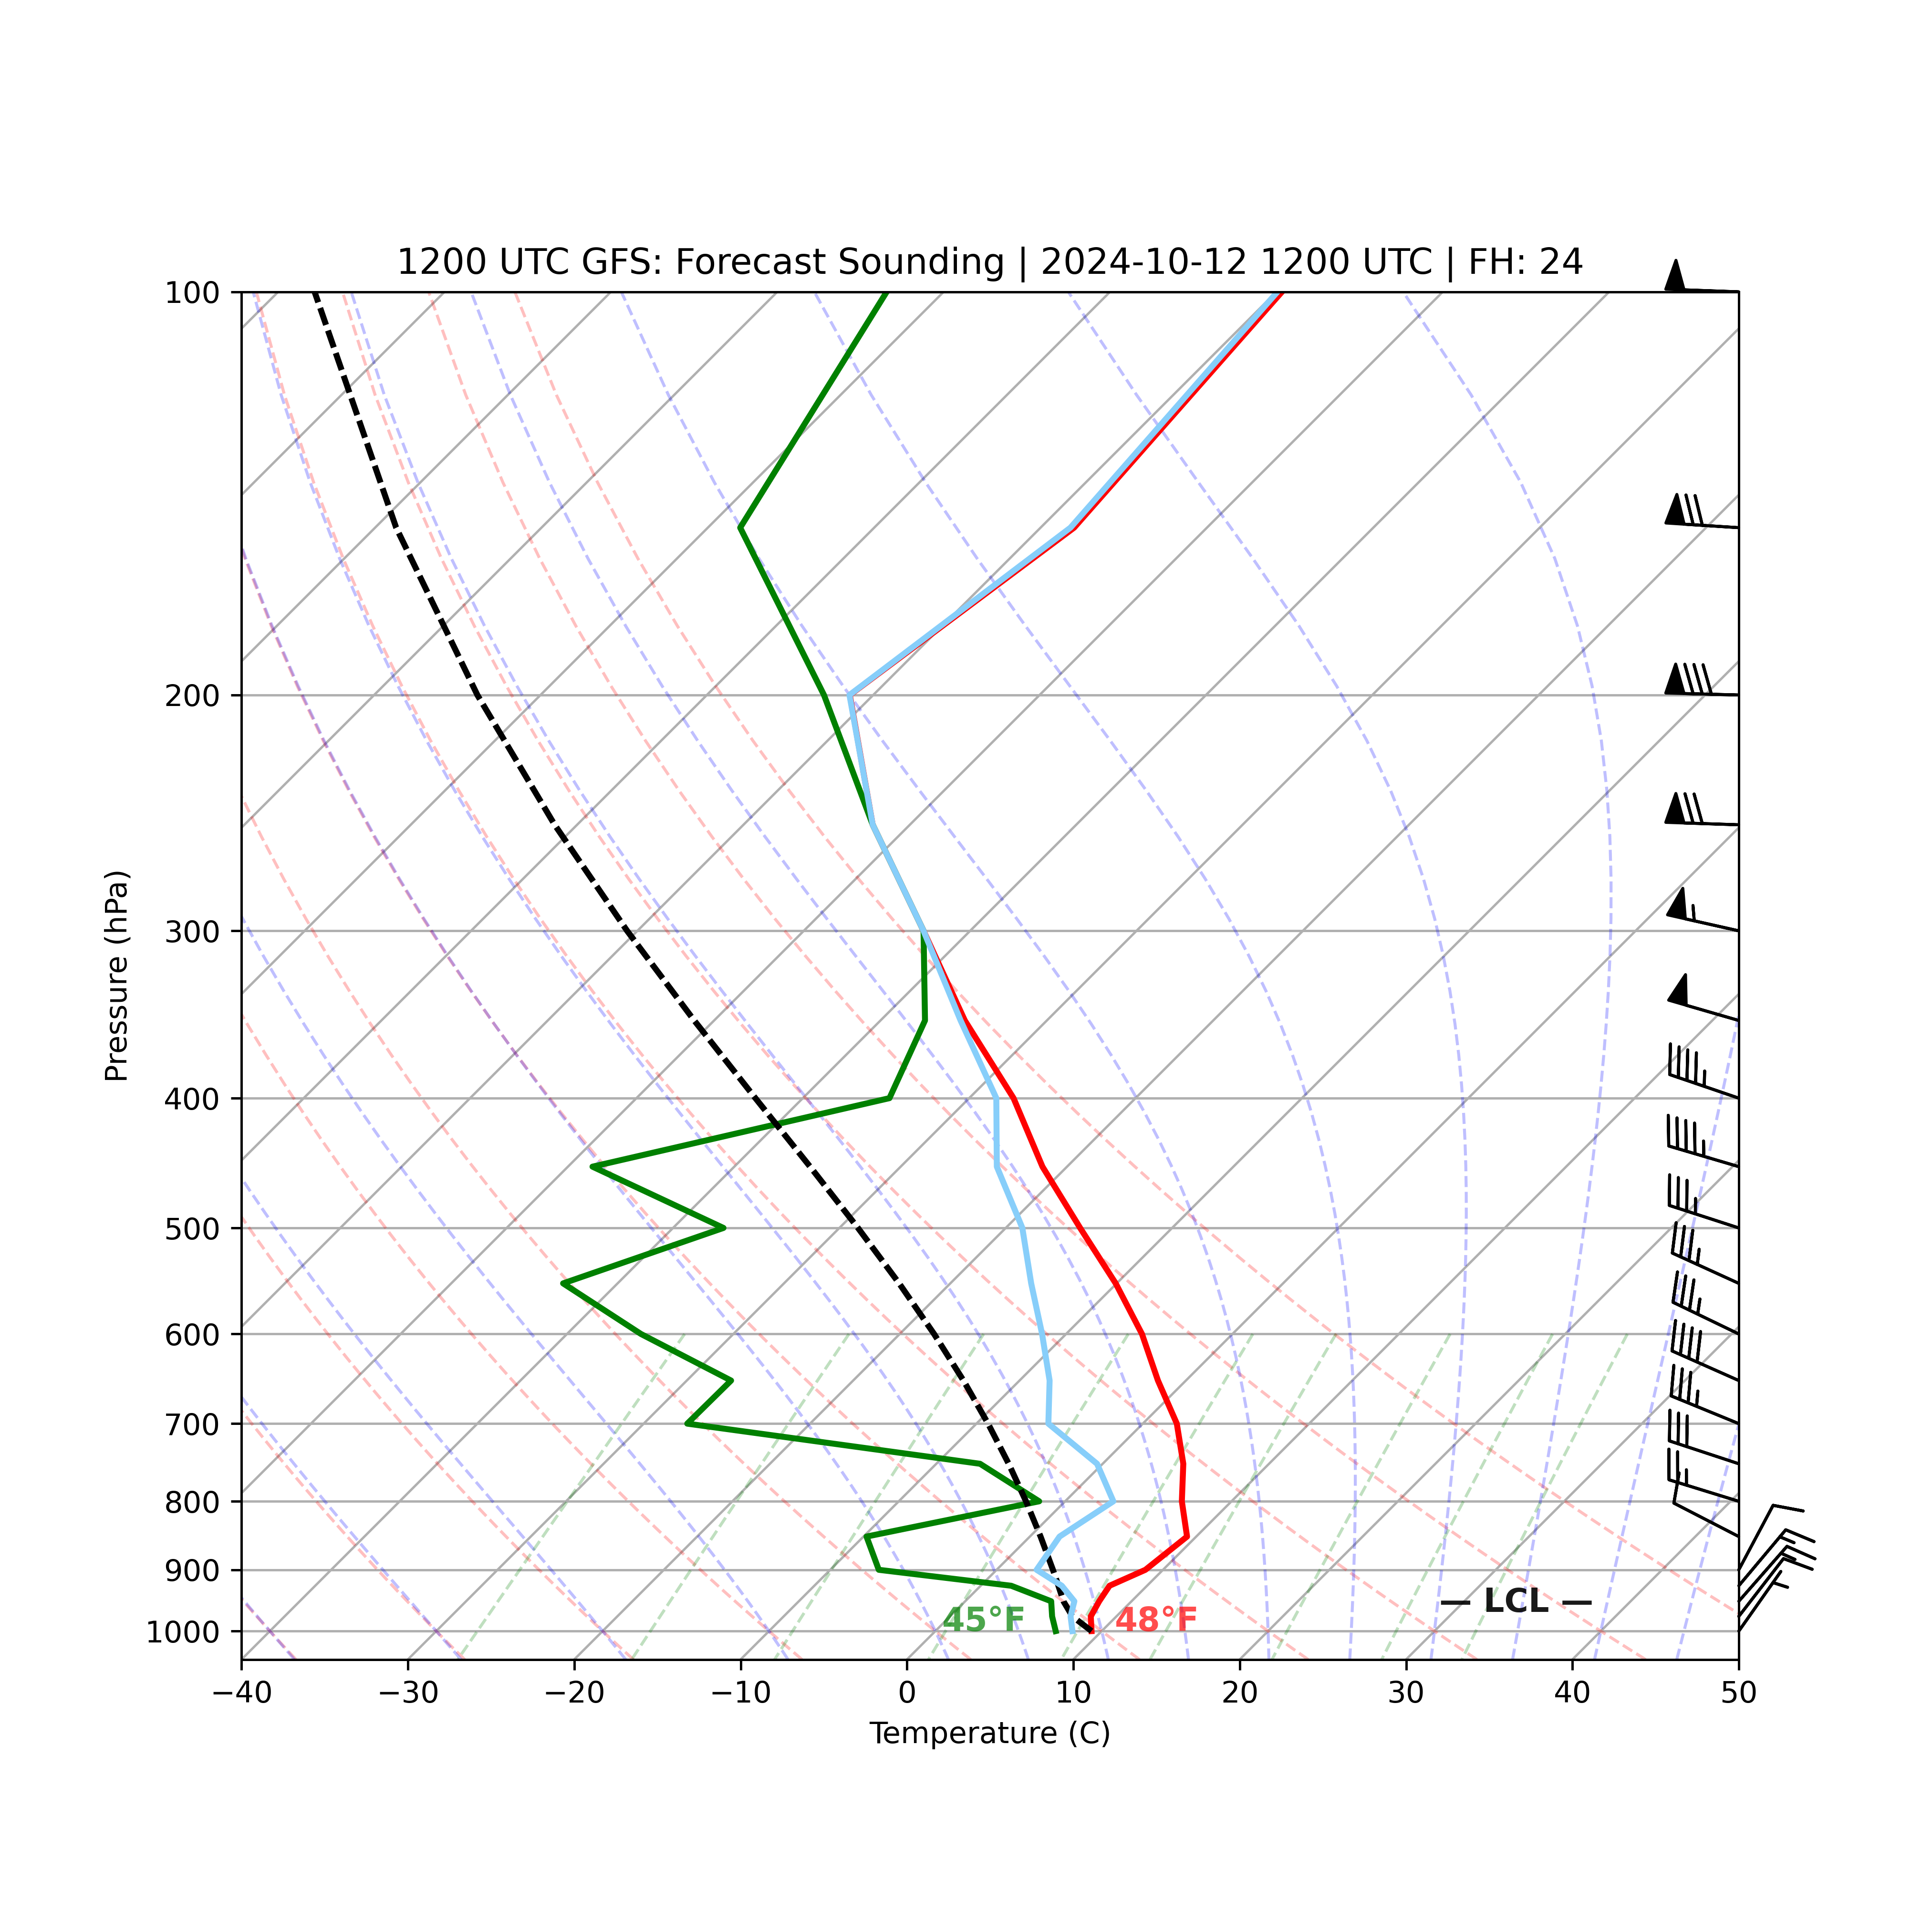 1200 UTC GFS: Forecast Sounding | 2024-10-12 1200 UTC | FH: 24
100
200
300
400
500
600
700
800
900
1000
Pressure (hPa)
45°F
48°F
— LCL —
−40 −30 −20 −10 0 10 20 30 40 50
Temperature (C)